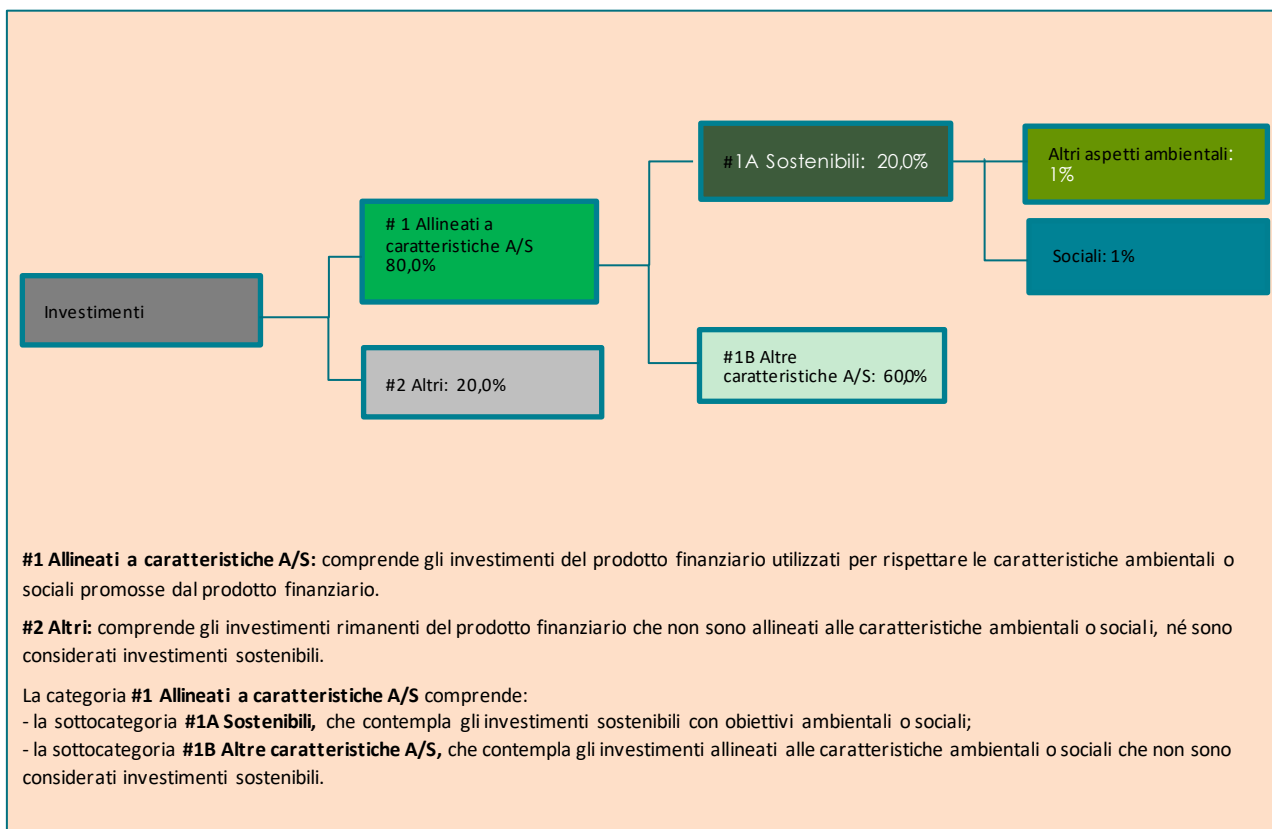 #1A Sostenibili: 20,0%
Altri aspetti ambientali:
1%
# 1 Allineati a
caratteristiche A/S
80,0%
Sociali: 1%
Investimenti
#2 Altri: 20,0%
#1B Altre
caratteristiche A/S: 60,0%
#1 Allineati a caratteristiche A/S: comprende gli investimenti del prodotto finanziario utilizzati per rispettare le caratteristiche ambientali o
sociali promosse dal prodotto finanziario.
#2 Altri: comprende gli investimenti rimanenti del prodotto finanziario che non sono allineati alle caratteristiche ambientali o sociali, né sono
considerati investimenti sostenibili.
La categoria #1 Allineati a caratteristiche A/S comprende:
- la sottocategoria #1A Sostenibili, che contempla gli investimenti sostenibili con obiettivi ambientali o sociali;
- la sottocategoria #1B Altre caratteristiche A/S, che contempla gli investimenti allineati alle caratteristiche ambientali o sociali che non sono
considerati investimenti sostenibili.